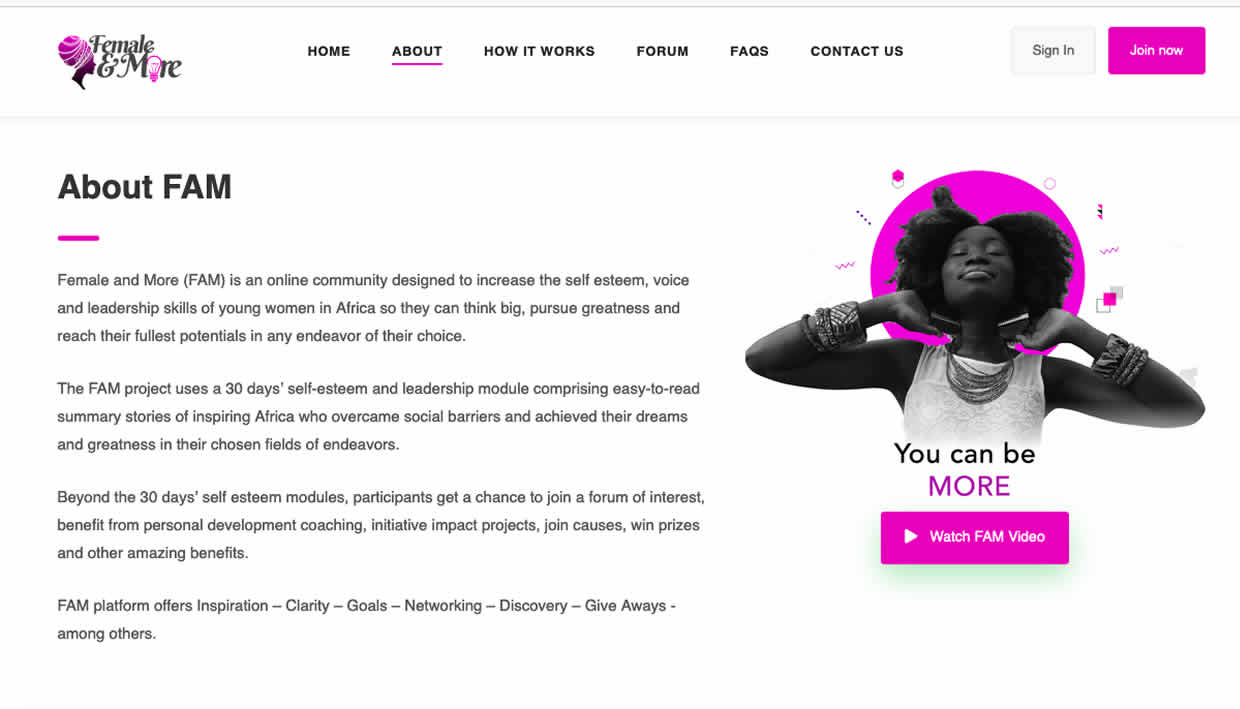 Female
&More
HOME
ABOUT
HOW IT WORKS
FORUM
FAQS
CONTACT US
Sign In
Join now
About FAM
Female and More (FAM) is an online community designed to increase the self esteem, voice
and leadership skills of young women in Africa so they can think big, pursue greatness and
reach their fullest potentials in any endeavor of their choice.
The FAM project uses a 30 days’ self-esteem and leadership module comprising easy-to-read
summary stories of inspiring Africa who overcame social barriers and achieved their dreams
and greatness in their chosen fields of endeavors.
Beyond the 30 days’ self esteem modules, participants get a chance to join a forum of interest,
benefit from personal development coaching, initiative impact projects, join causes, win prizes
and other amazing benefits.
FAM platform offers Inspiration – Clarity – Goals – Networking – Discovery – Give Aways -
among others.
You can be
MORE
Watch FAM Video